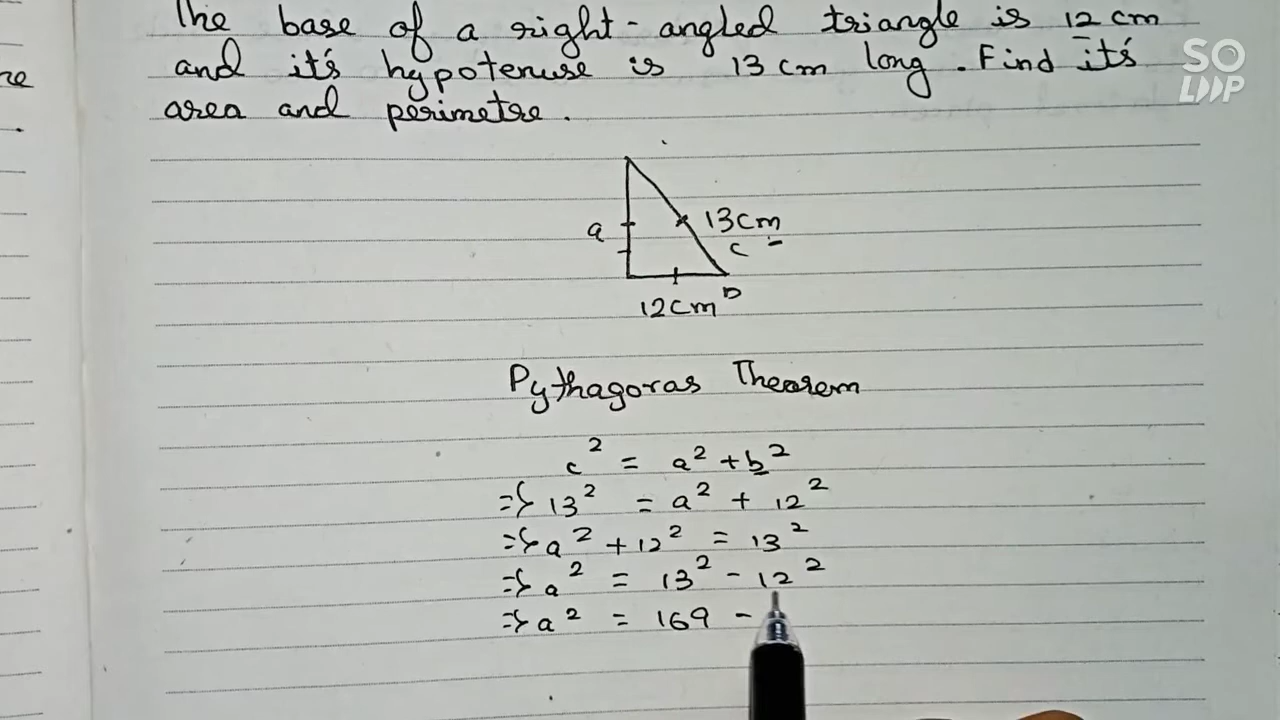 The base of a right-angled triangle is 12 cm
and it's hypotenuse is 13 cm long. Find it's
area and perimetre.
re
.
SO
LOOP
a
13cm
c
b
12cm
Pythagoras Theorem
c² = a² + b²
=> 13² = a² + 12²
=> a² + 12² = 13²
=> a² = 13² - 12²
=> a² = 169 -